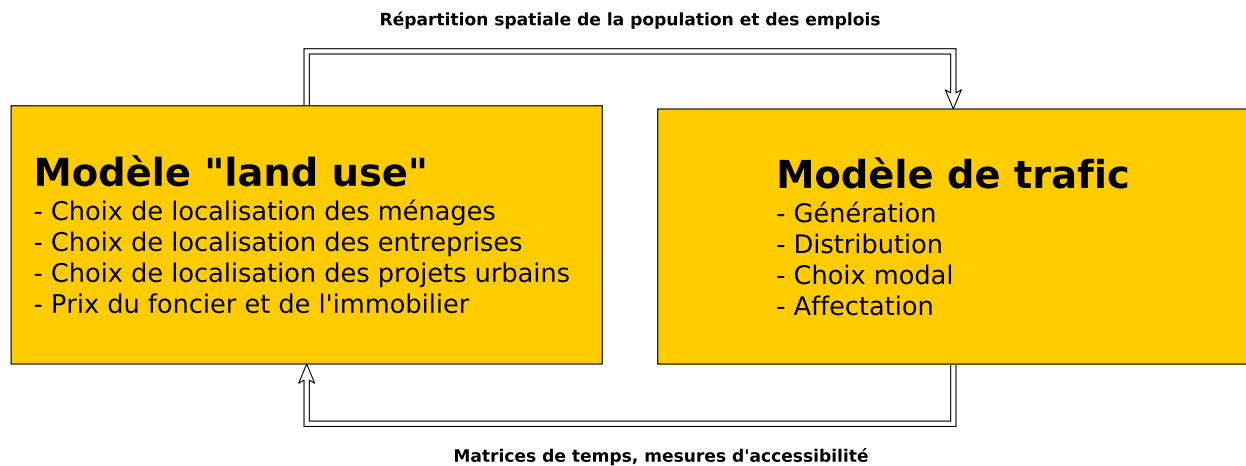 Répartition spatiale de la population et des emplois
Modèle "land use"
- Choix de localisation des ménages
- Choix de localisation des entreprises
- Choix de localisation des projets urbains
- Prix du foncier et de l'immobilier
Modèle de trafic
- Génération
- Distribution
- Choix modal
- Affectation
Matrices de temps, mesures d'accessibilité